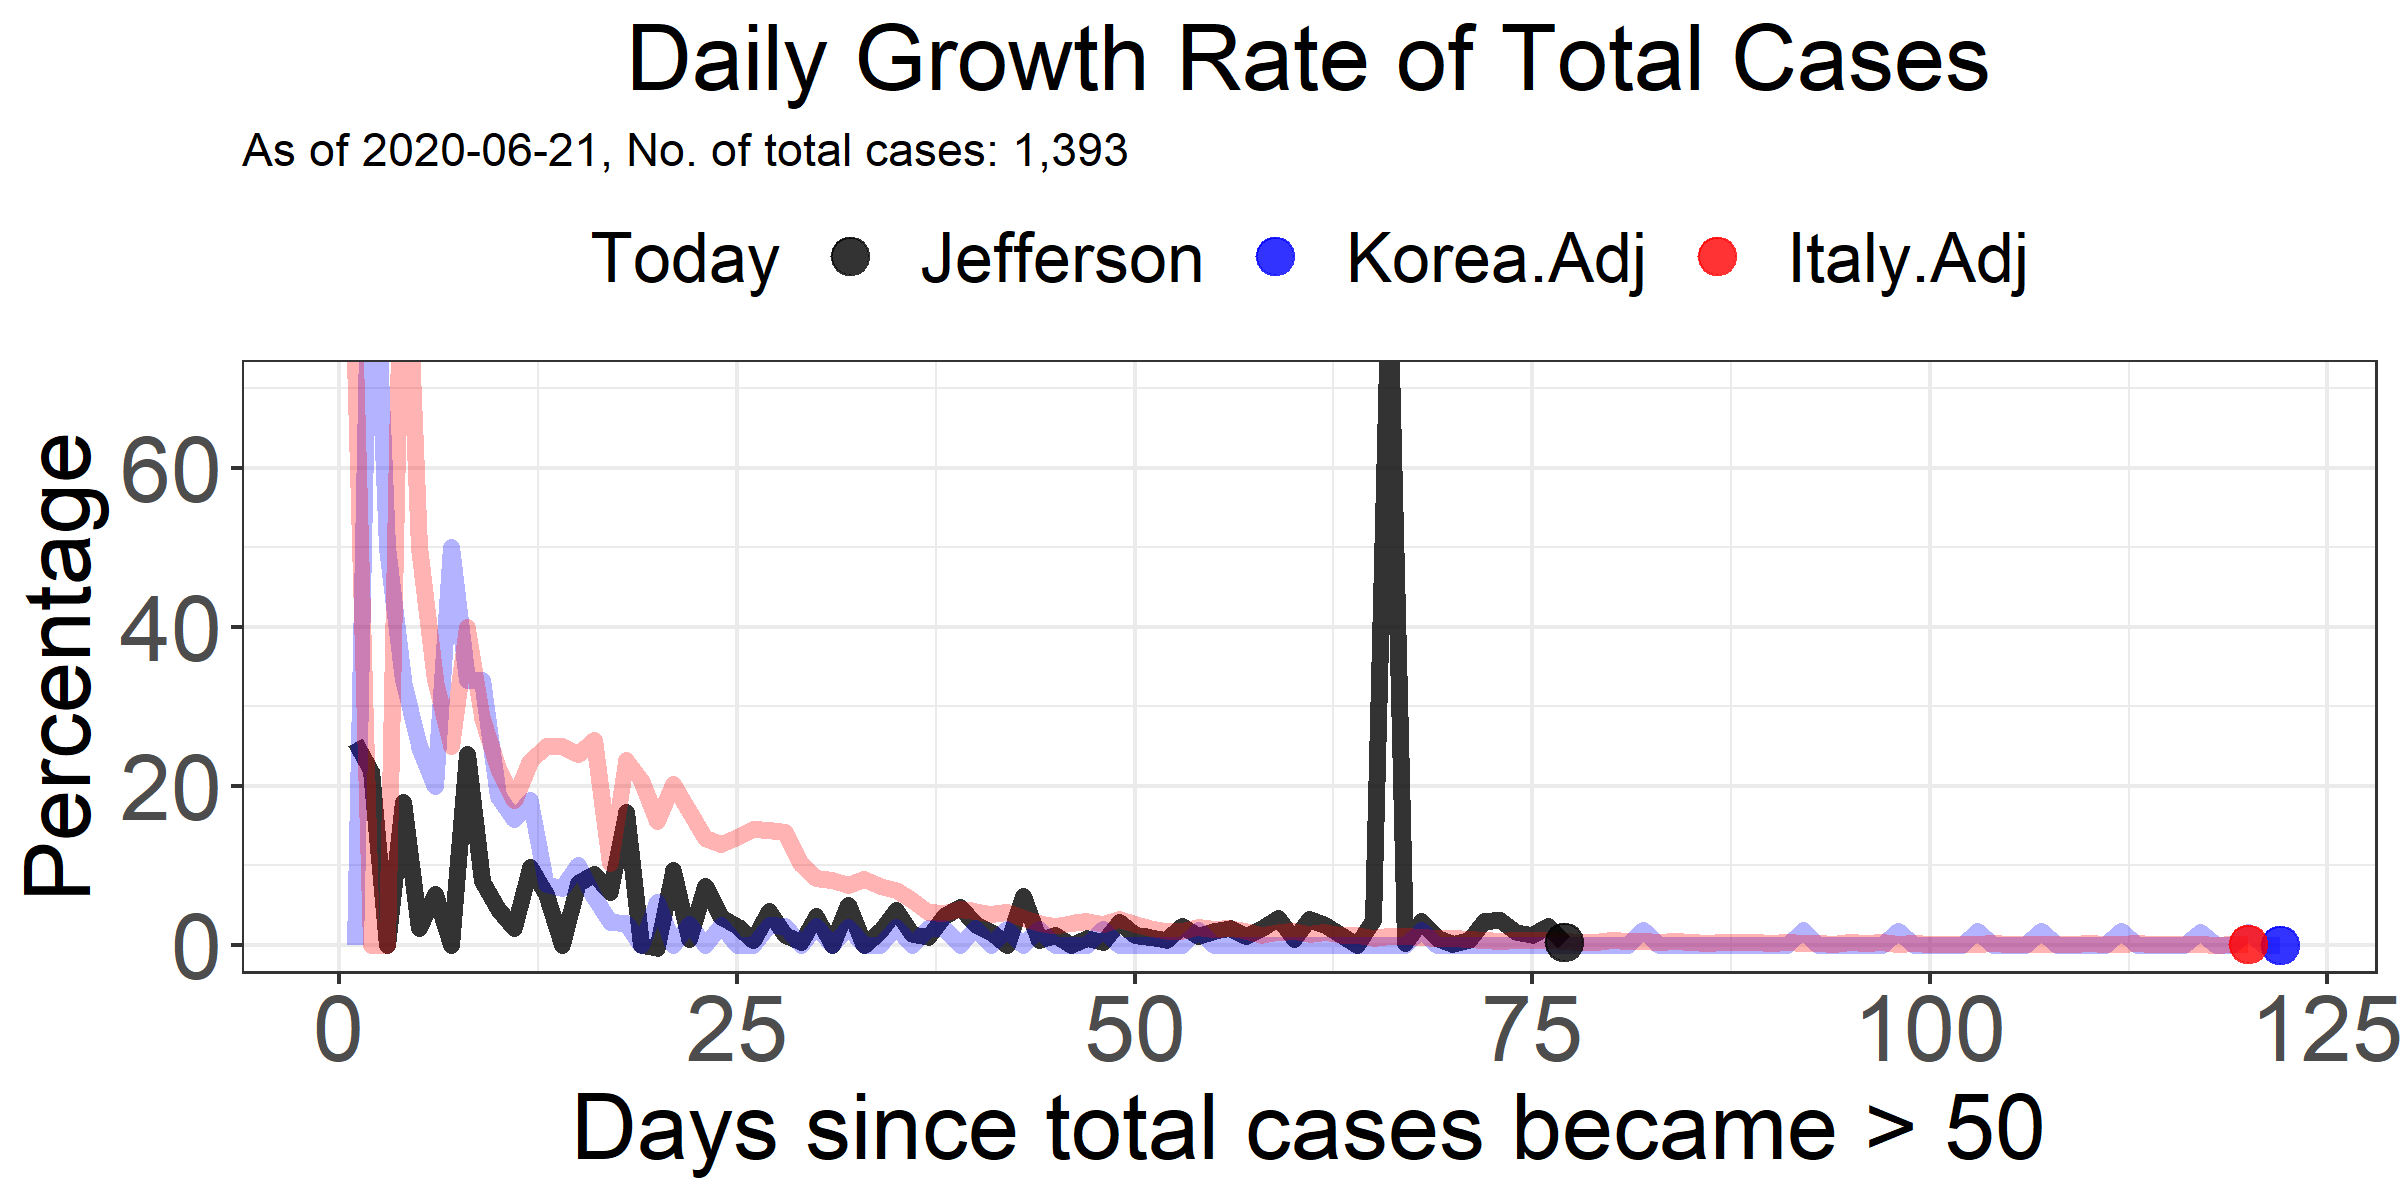 Daily Growth Rate of Total Cases
As of 2020-06-21, No. of total cases: 1,393
Today Jefferson Korea.Adj Italy.Adj
Percentage
60
40
20
0
0 25 50 75 100 125
Days since total cases became > 50